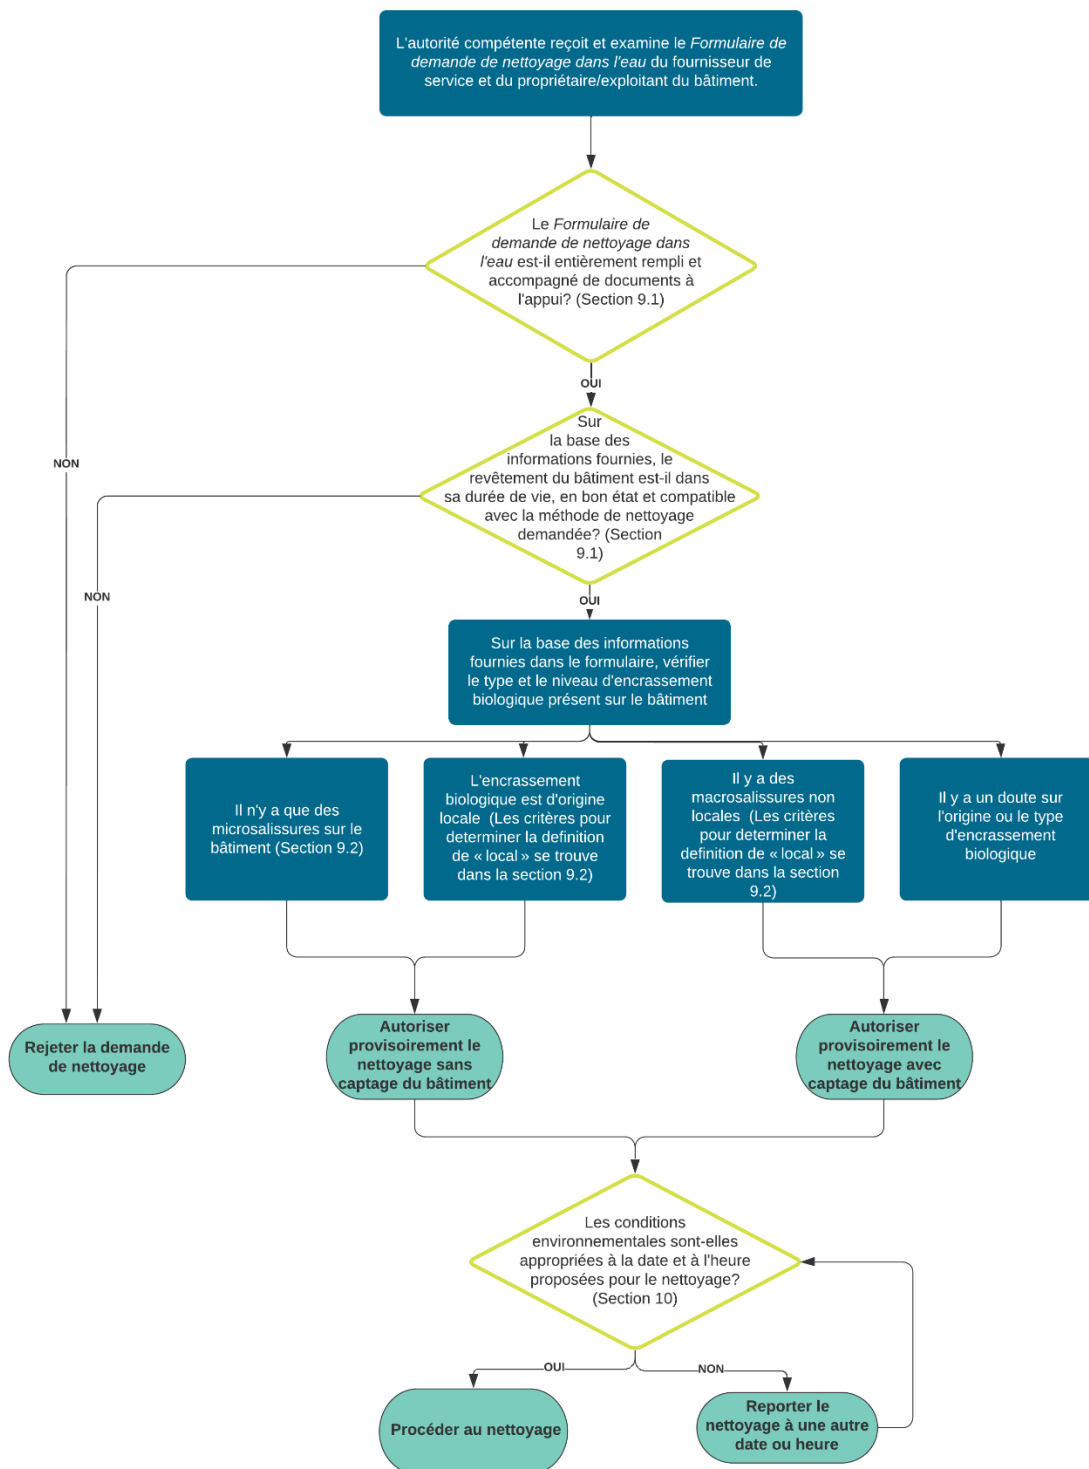 L'autorité compétente reçoit et examine le Formulaire de
demande de nettoyage dans l'eau du fournisseur de
service et du propriétaire/exploitant du bâtiment.
Le Formulaire de
demande de nettoyage dans
l'eau est-il entièrement rempli et
accompagné de documents à
l'appui? (Section 9.1)
OUI
NON
Sur
la base des
informations fournies, le
revêtement du bâtiment est-il dans
sa durée de vie, en bon état et compatible
avec la méthode de nettoyage
demandée? (Section
9.1)
NON
OUI
Sur la base des informations
fournies dans le formulaire, vérifier
le type et le niveau d'encrassement
biologique présent sur le bâtiment
Il n'y a que des
microsalissures sur le
bâtiment (Section 9.2)
L'encrassement
biologique est d'origine
locale (Les critères pour
determiner la definition
de « local » se trouve
dans la section 9.2)
Il y a des
macrosalissures non
locales (Les critères
pour determiner la
definition de « local » se
trouve dans la section
9.2)
Il y a un doute sur
l'origine ou le type
d'encrassement
biologique
Rejeter la demande
de nettoyage
Autoriser
provisoirement le
nettoyage sans
captage du bâtiment
Autoriser
provisoirement le
nettoyage avec
captage du bâtiment
Les conditions
environnementales sont-elles
appropriées à la date et à l'heure
proposées pour le nettoyage?
(Section 10)
OUI
NON
Procéder au nettoyage
Reporter le
nettoyage à une autre
date ou heure